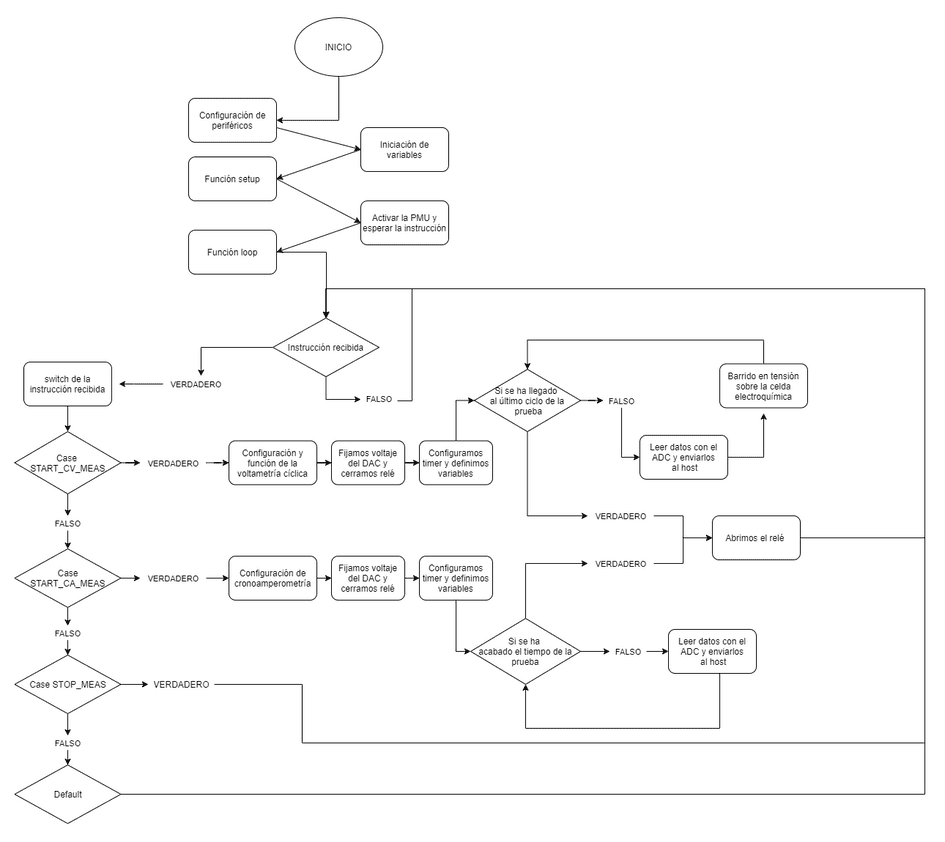 INICIO
Configuración de
periféricos
Iniciación de
variables
Función setup
Activar la PMU y
esperar la instrucción
Función loop
Instrucción recibida
VERDADERO
FALSO
switch de la
instrucción recibida
Case
START_CV_MEAS
VERDADERO
Configuración y
función de la
voltametría cíclica
Fijamos voltaje
del DAC y
cerramos relé
Configuramos
timer y definimos
variables
Si se ha llegado
al último ciclo de la
prueba
FALSO
Leer datos con el
ADC y enviarlos
al host
Barrido en tensión
sobre la celda
electroquímica
VERDADERO
Abrimos el relé
FALSO
Case
START_CA_MEAS
VERDADERO
Configuración de
cronoamperometría
Fijamos voltaje
del DAC y
cerramos relé
Configuramos
timer y definimos
variables
VERDADERO
Si se ha
acabado el tiempo de la
prueba
FALSO
Leer datos con el
ADC y enviarlos
al host
FALSO
Case STOP_MEAS
VERDADERO
FALSO
Default